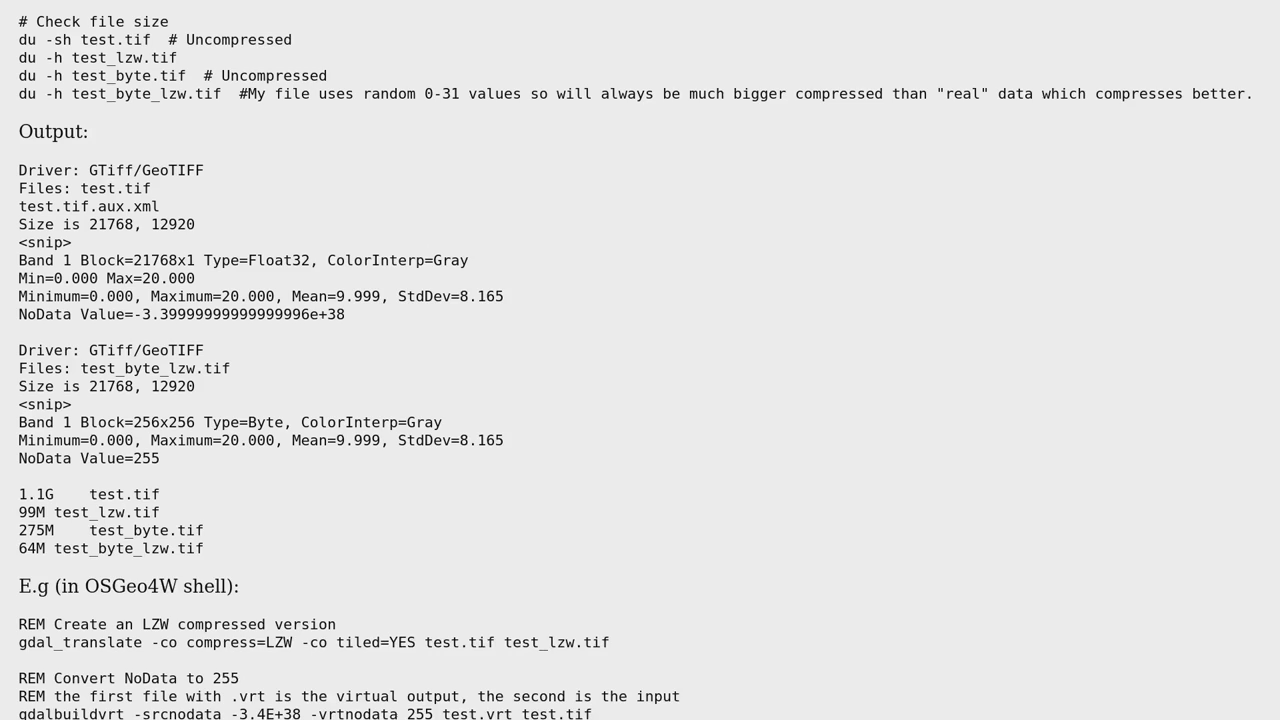 # Check file size
du -sh test.tif  # Uncompressed
du -h test_lzw.tif
du -h test_byte.tif  # Uncompressed
du -h test_byte_lzw.tif  #My file uses random 0-31 values so will always be much bigger compressed than "real" data which compresses better.
Output:
Driver: GTiff/GeoTIFF
Files: test.tif
test.tif.aux.xml
Size is 21768, 12920
<snip>
Band 1 Block=21768x1 Type=Float32, ColorInterp=Gray
Min=0.000 Max=20.000
Minimum=0.000, Maximum=20.000, Mean=9.999, StdDev=8.165
NoData Value=-3.39999999999999996e+38
Driver: GTiff/GeoTIFF
Files: test_byte_lzw.tif
Size is 21768, 12920
<snip>
Band 1 Block=256x256 Type=Byte, ColorInterp=Gray
Minimum=0.000, Maximum=20.000, Mean=9.999, StdDev=8.165
NoData Value=255
1.1G    test.tif
99M test_lzw.tif
275M    test_byte.tif
64M test_byte_lzw.tif
E.g (in OSGeo4W shell):
REM Create an LZW compressed version
gdal_translate -co compress=LZW -co tiled=YES test.tif test_lzw.tif
REM Convert NoData to 255
REM the first file with .vrt is the virtual output, the second is the input
gdalbuildvrt -srcnodata -3.4E+38 -vrtnodata 255 test.vrt test.tif